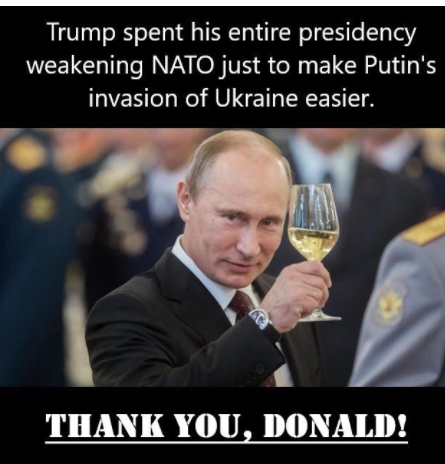 Trump spent his entire presidency
weakening NATO just to make Putin's
invasion of Ukraine easier.
THANK YOU, DONALD!